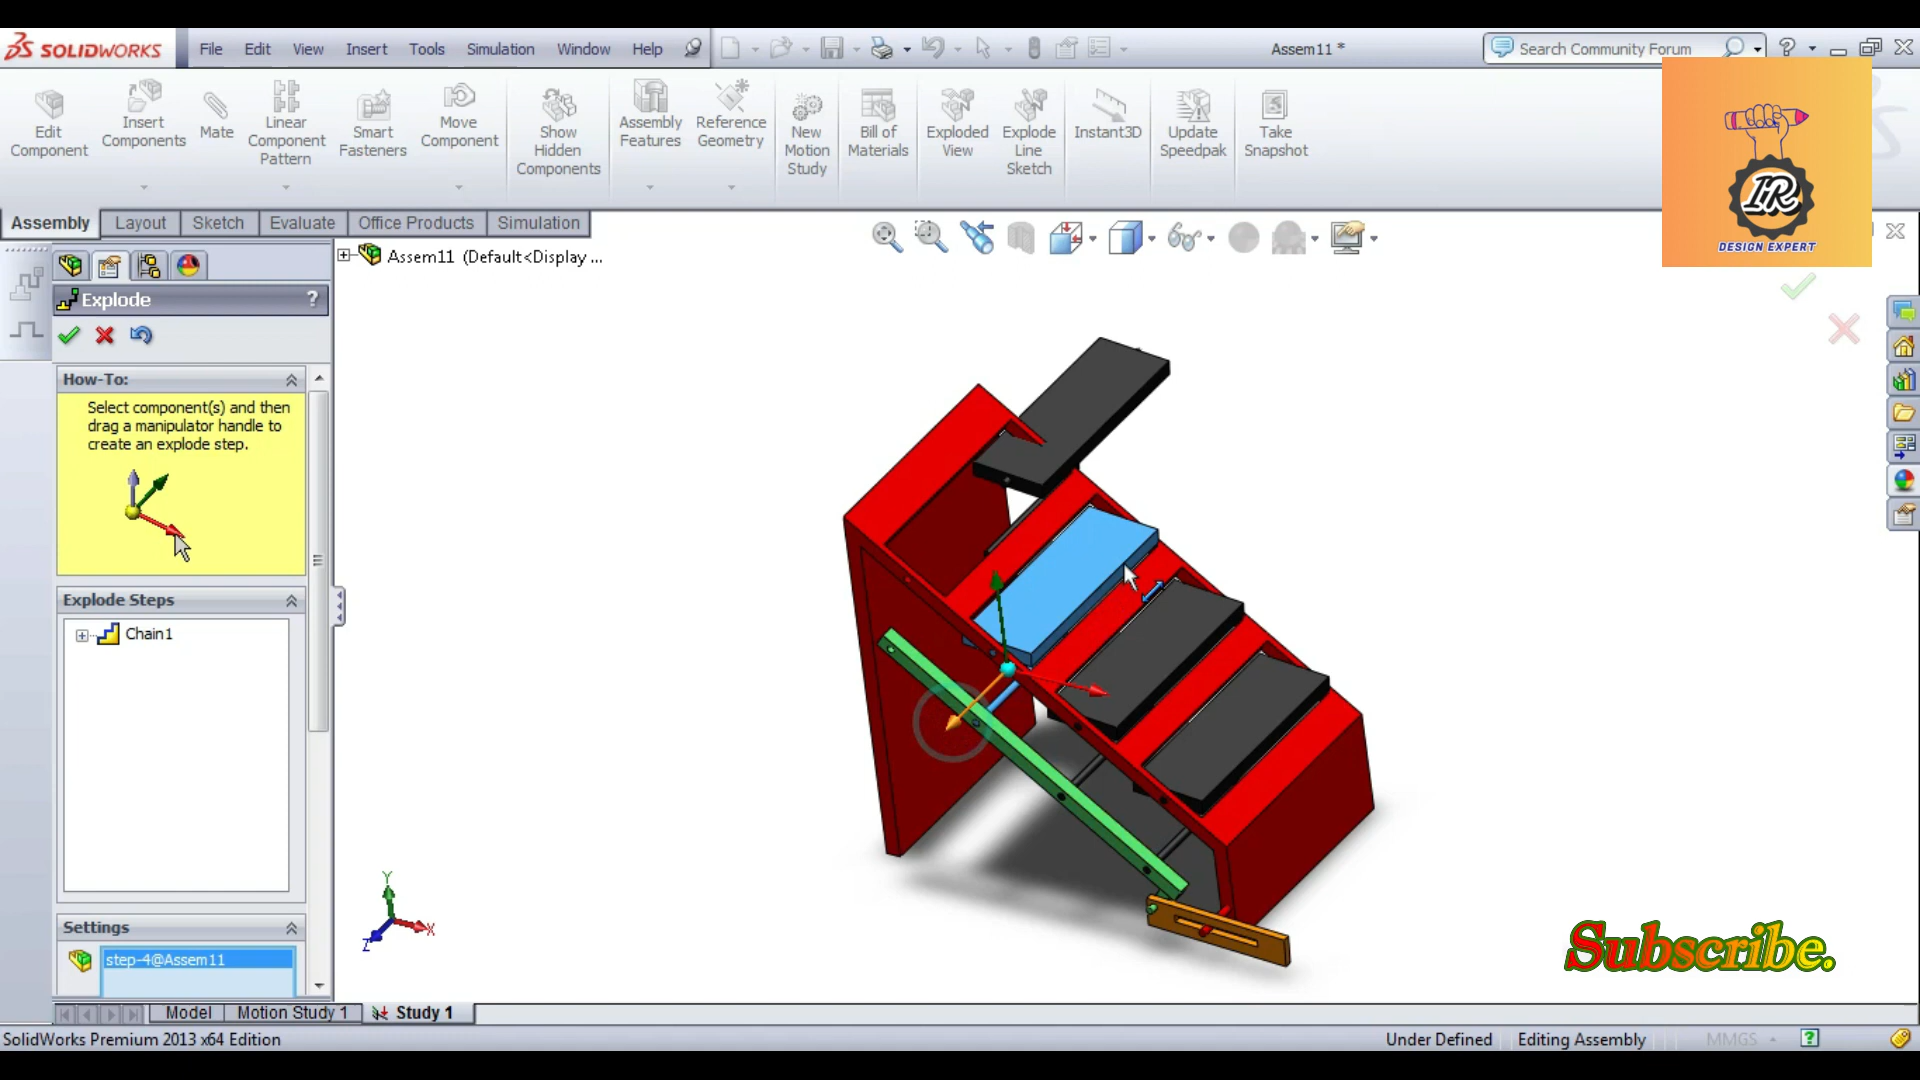 SOLIDWORKS
File Edit View Insert Tools Simulation Window Help
Assem11 *
Search Community Forum
?
Edit Component
Insert Components
Mate
Linear Component Pattern
Smart Fasteners
Move Component
Show Hidden Components
Assembly Features
Reference Geometry
New Motion Study
Bill of Materials
Exploded View
Explode Line Sketch
Instant3D
Update Speedpak
Take Snapshot
IR
DESIGN EXPERT
Assembly Layout Sketch Evaluate Office Products Simulation
Assem11 (Default<Display ...
Explode ?
How-To:
Select component(s) and then
drag a manipulator handle to
create an explode step.
Explode Steps
Chain1
Settings
step-4@Assem11
Y
X
Z
Subscribe.
Model Motion Study 1 Study 1
SolidWorks Premium 2013 x64 Edition
Under Defined Editing Assembly MMGS ?